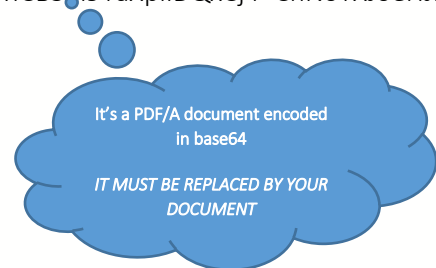 It's a PDF/A document encoded
in base64
IT MUST BE REPLACED BY YOUR
DOCUMENT